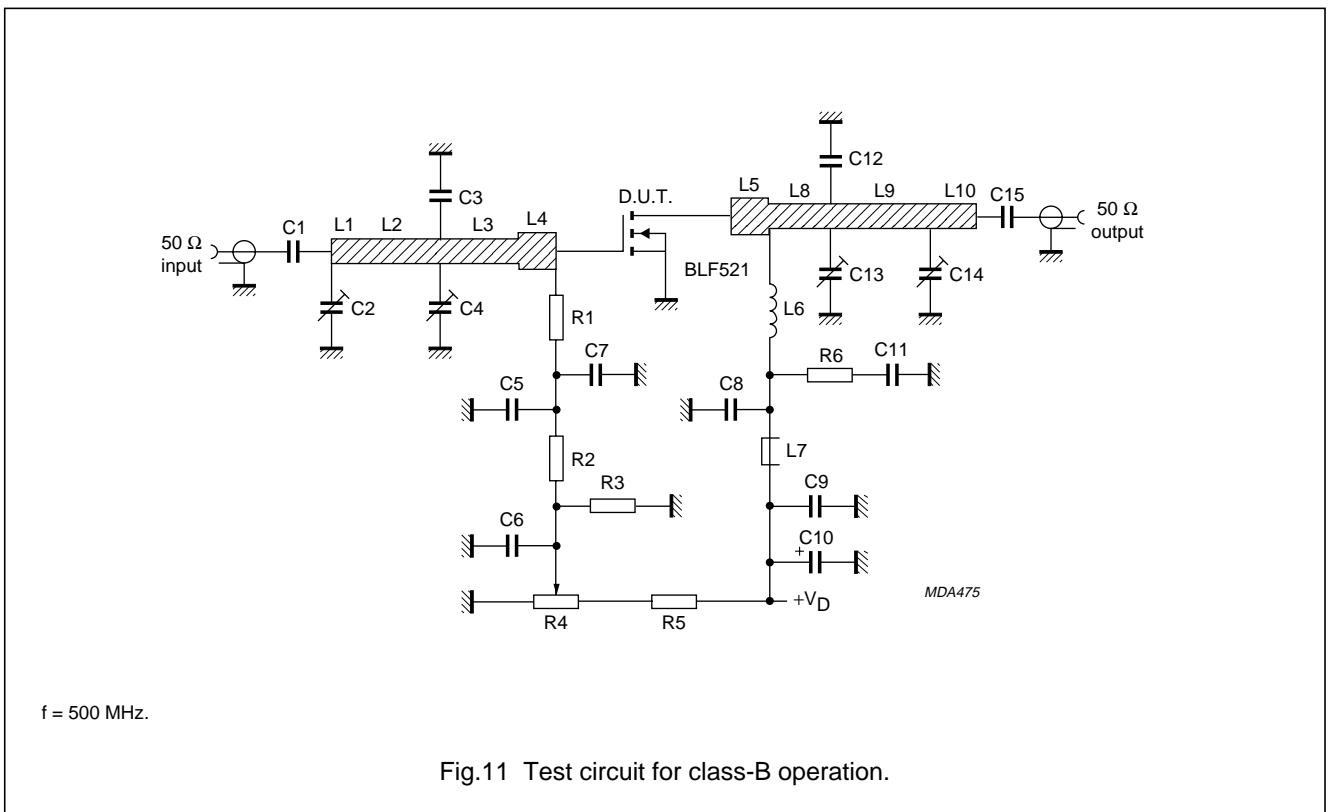 C12
L5 L8 L9 L10 C15
D.U.T.
C3
50 Ω
output
L1 L2 L3 L4
C1
50 Ω
input
BLF521
C13 C14
C2 C4
L6
R1
R6 C11
C7
C5 C8
R2 L7
R3 C9
C6 C10
+
MDA475
+VD
R4 R5
f = 500 MHz.
Fig.11 Test circuit for class-B operation.